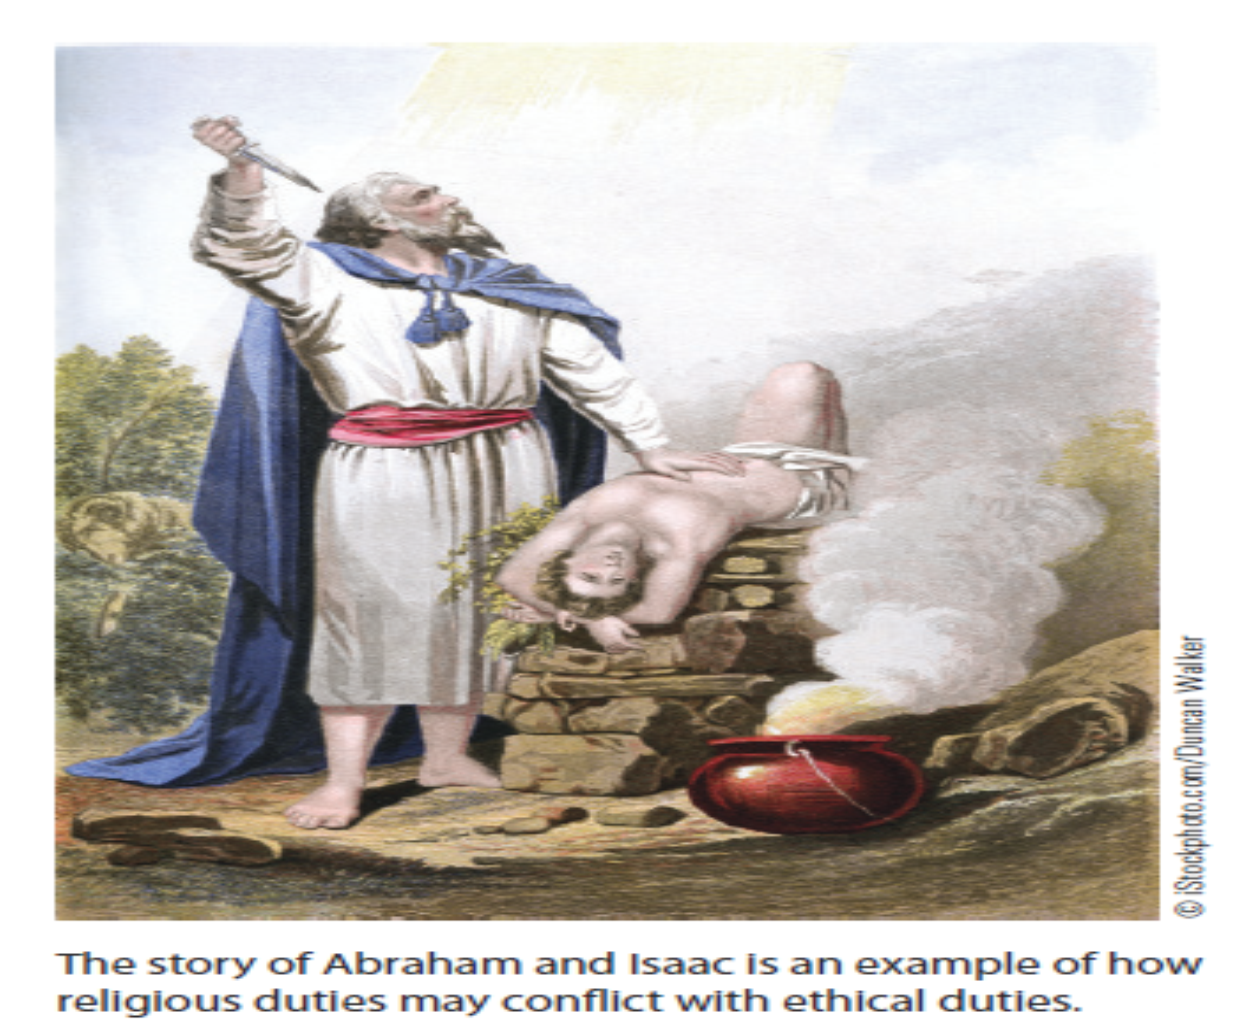 © iStockphoto.com/Duncan Walker
The story of Abraham and Isaac is an example of how
religious duties may conflict with ethical duties.